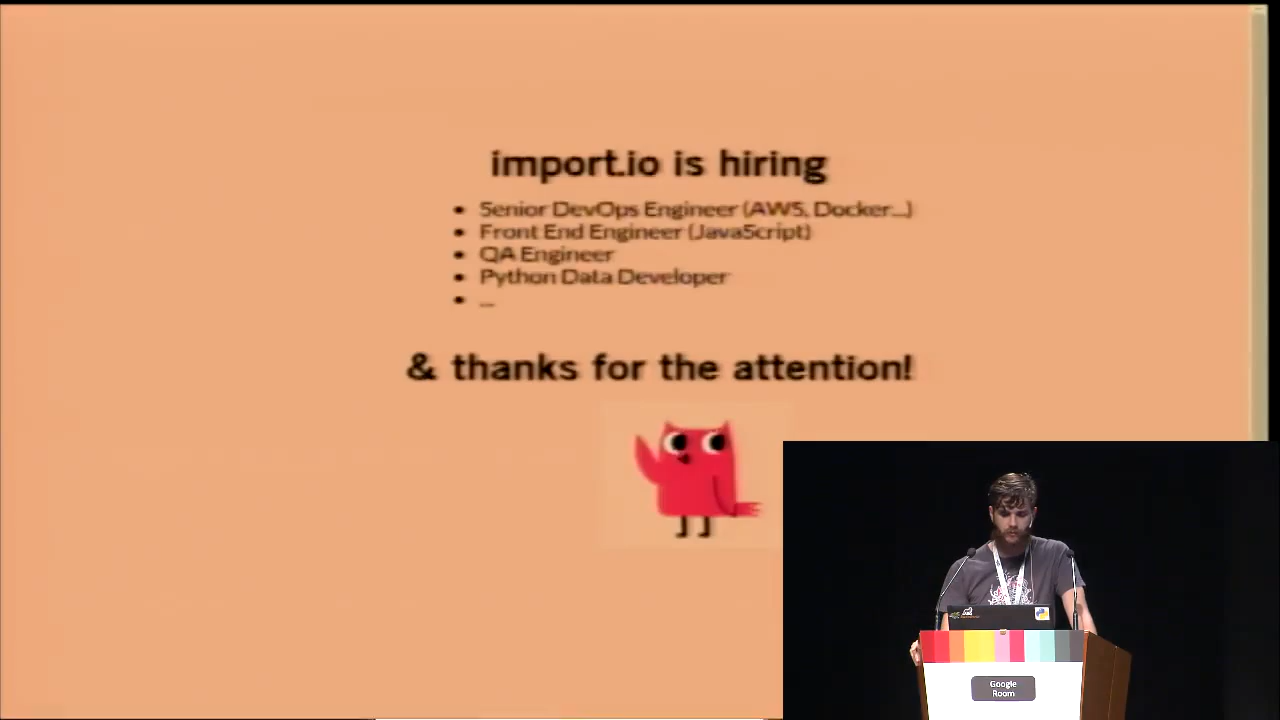 import.io is hiring
• Senior DevOps Engineer (AWS, Docker...)
• Front End Engineer (JavaScript)
• QA Engineer
• Python Data Developer
• ...
& thanks for the attention!
Google
Room